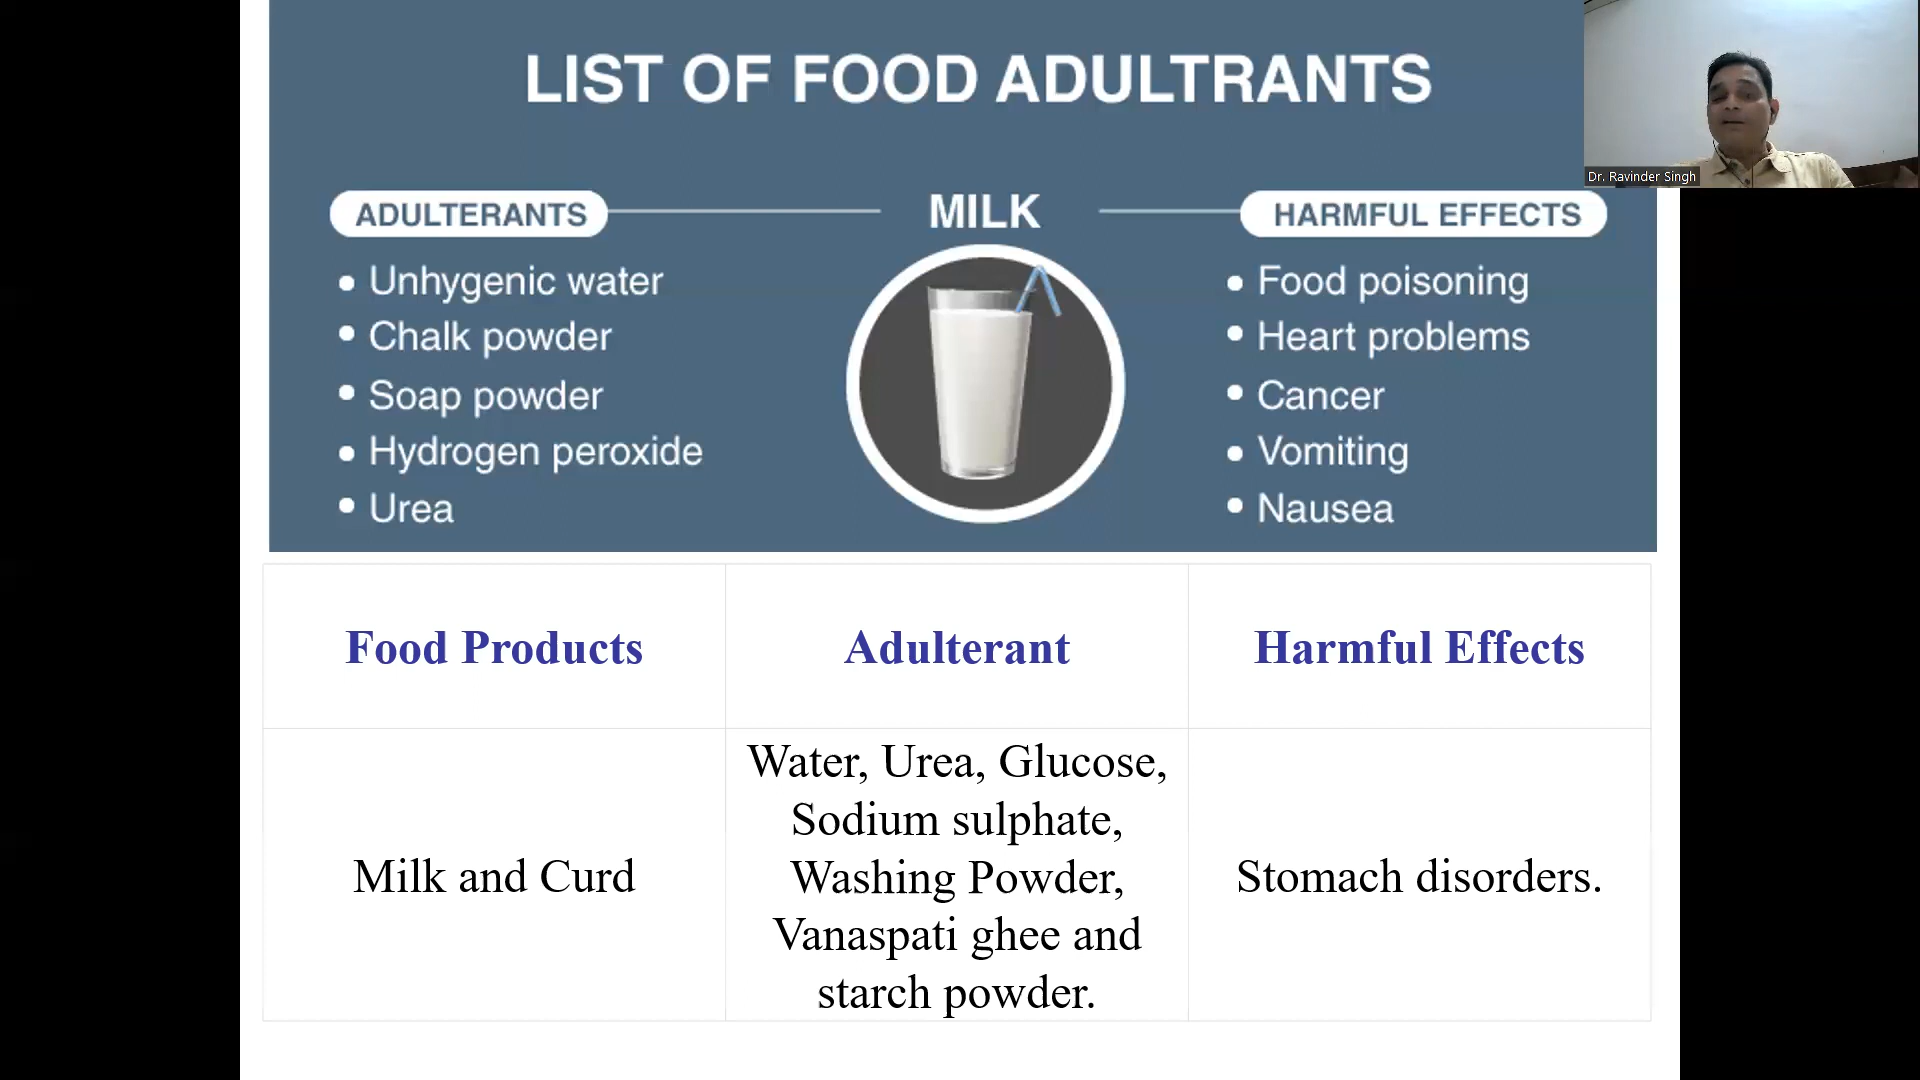 LIST OF FOOD ADULTRANTS
Dr. Ravinder Singh
ADULTERANTS
MILK
HARMFUL EFFECTS
• Unhygenic water
• Chalk powder
• Soap powder
• Hydrogen peroxide
• Urea
• Food poisoning
• Heart problems
• Cancer
• Vomiting
• Nausea
Food Products
Adulterant
Harmful Effects
Milk and Curd
Water, Urea, Glucose,
Sodium sulphate,
Washing Powder,
Vanaspati ghee and
starch powder.
Stomach disorders.